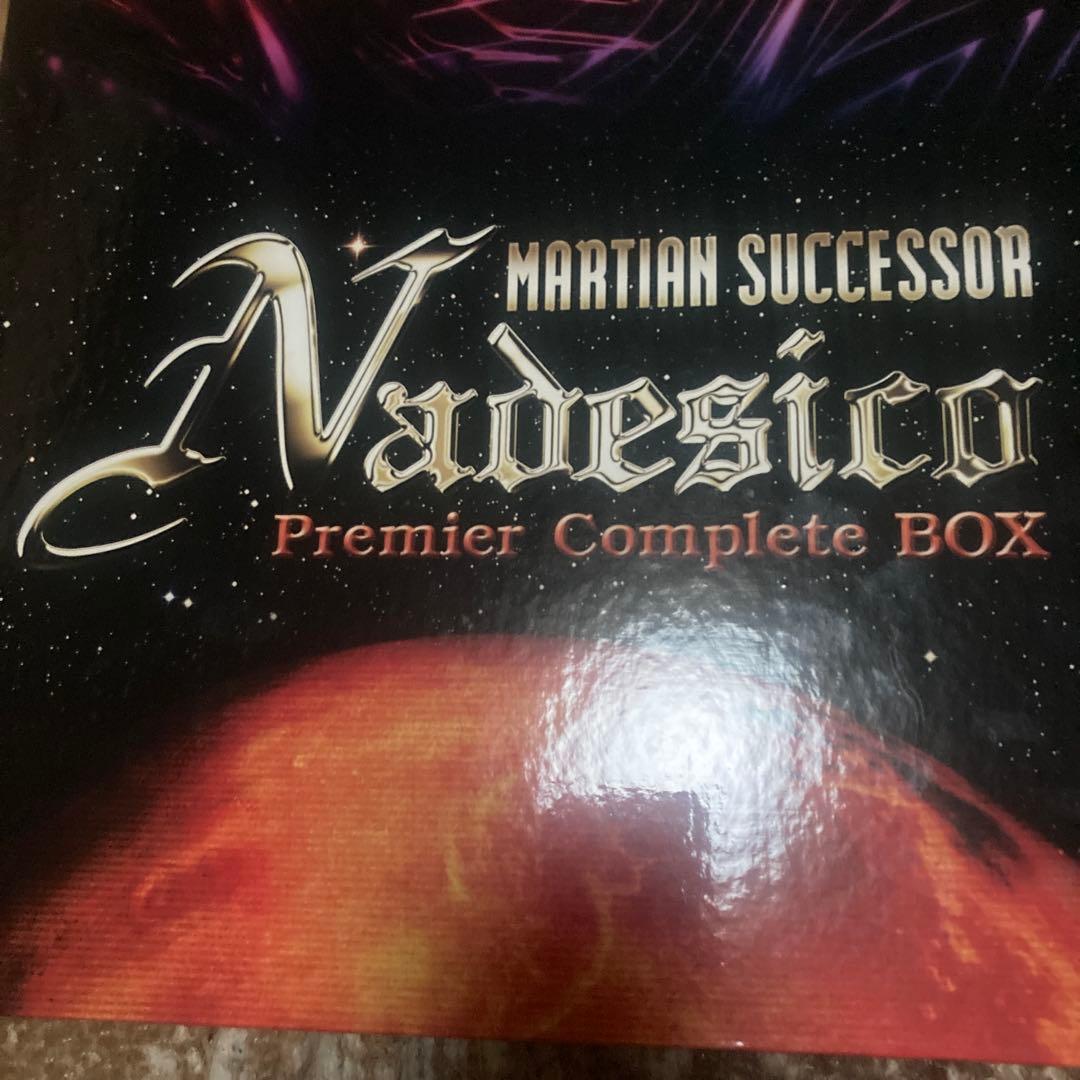 MARTIAN SUCCESSOR
Nadesico
Premier Complete BOX